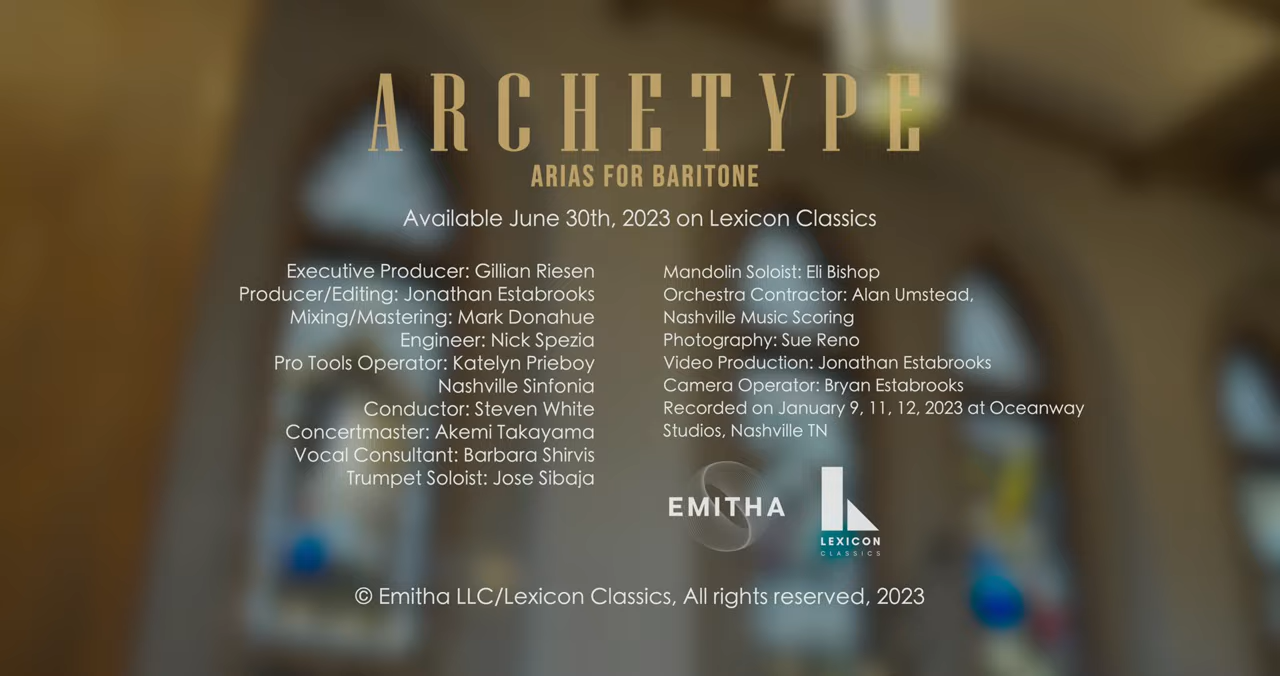 ARCHETYPE
ARIAS FOR BARITONE
Available June 30th, 2023 on Lexicon Classics
Executive Producer: Gillian Riesen
Producer/Editing: Jonathan Estabrooks
Mixing/Mastering: Mark Donahue
Engineer: Nick Spezia
Pro Tools Operator: Katelyn Prieboy
Nashville Sinfonia
Conductor: Steven White
Concertmaster: Akemi Takayama
Vocal Consultant: Barbara Shirvis
Trumpet Soloist: Jose Sibaja
Mandolin Soloist: Eli Bishop
Orchestra Contractor: Alan Umstead,
Nashville Music Scoring
Photography: Sue Reno
Video Production: Jonathan Estabrooks
Camera Operator: Bryan Estabrooks
Recorded on January 9, 11, 12, 2023 at Oceanway
Studios, Nashville TN
EMITHA
LEXICON
CLASSICS
© Emitha LLC/Lexicon Classics, All rights reserved, 2023